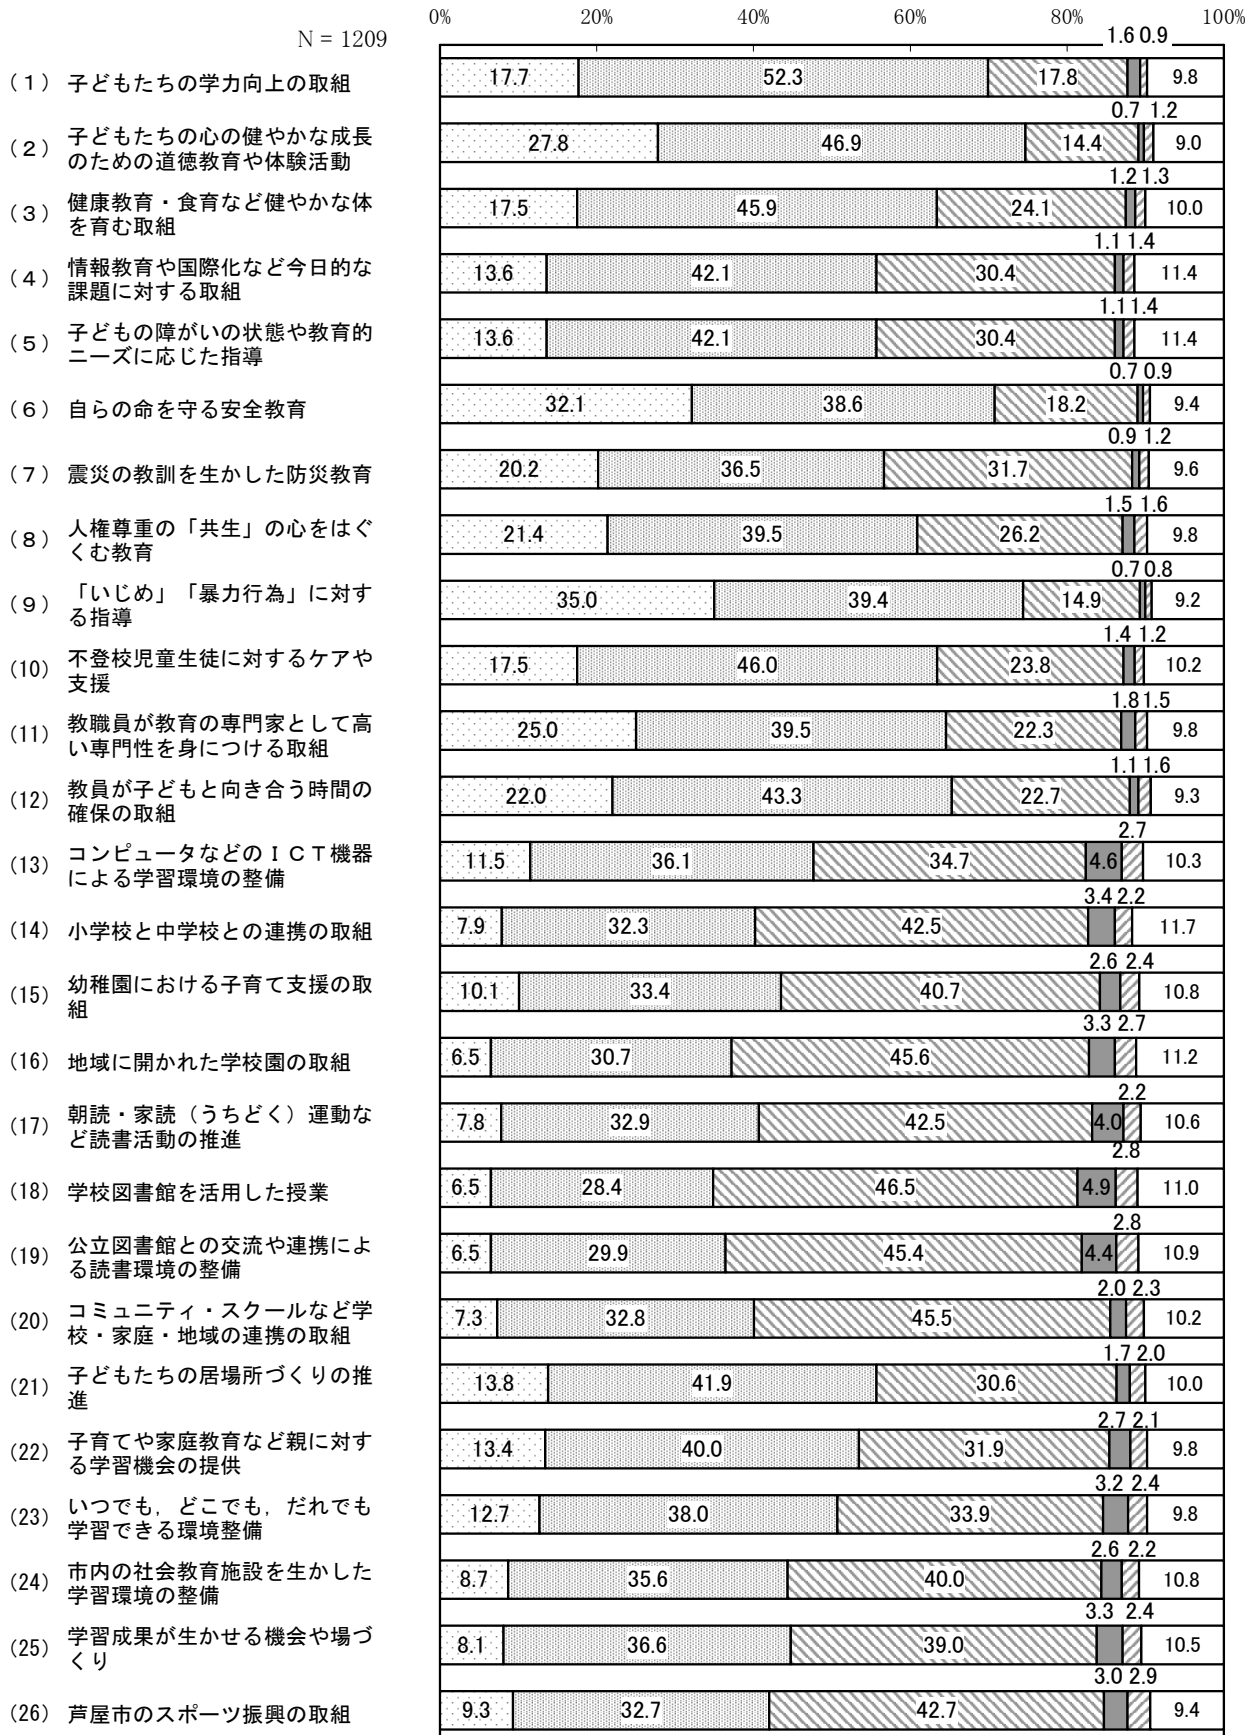 0% 20% 40% 60% 80% 100%
N = 1209
1.6 0.9
(1) 子どもたちの学力向上の取組 17.7 52.3 17.8 9.8
0.7 1.2
(2) 子どもたちの心の健やかな成長
のための道徳教育や体験活動 27.8 46.9 14.4 9.0
1.2 1.3
(3) 健康教育・食育など健やかな体
を育む取組 17.5 45.9 24.1 10.0
1.1 1.4
(4) 情報教育や国際化など今日的な
課題に対する取組 13.6 42.1 30.4 11.4
1.1 1.4
(5) 子どもの障がいの状態や教育的
ニーズに応じた指導 13.6 42.1 30.4 11.4
0.7 0.9
(6) 自らの命を守る安全教育 32.1 38.6 18.2 9.4
0.9 1.2
(7) 震災の教訓を生かした防災教育 20.2 36.5 31.7 9.6
1.5 1.6
(8) 人権尊重の「共生」の心をはぐ
くむ教育 21.4 39.5 26.2 9.8
0.7 0.8
(9) 「いじめ」「暴力行為」に対す
る指導 35.0 39.4 14.9 9.2
1.4 1.2
(10) 不登校児童生徒に対するケアや
支援 17.5 46.0 23.8 10.2
1.8 1.5
(11) 教職員が教育の専門家として高
い専門性を身につける取組 25.0 39.5 22.3 9.8
1.1 1.6
(12) 教員が子どもと向き合う時間の
確保の取組 22.0 43.3 22.7 9.3
2.7
(13) コンピュータなどのICT機器
による学習環境の整備 11.5 36.1 34.7 4.6 10.3
3.4 2.2
(14) 小学校と中学校との連携の取組 7.9 32.3 42.5 11.7
2.6 2.4
(15) 幼稚園における子育て支援の取
組 10.1 33.4 40.7 10.8
3.3 2.7
(16) 地域に開かれた学校園の取組 6.5 30.7 45.6 11.2
2.2
(17) 朝読・家読(うちどく)運動な
ど読書活動の推進 7.8 32.9 42.5 4.0 10.6
2.8
(18) 学校図書館を活用した授業 6.5 28.4 46.5 4.9 11.0
2.8
(19) 公立図書館との交流や連携によ
る読書環境の整備 6.5 29.9 45.4 4.4 10.9
2.0 2.3
(20) コミュニティ・スクールなど学
校・家庭・地域の連携の取組 7.3 32.8 45.5 10.2
1.7 2.0
(21) 子どもたちの居場所づくりの推
進 13.8 41.9 30.6 10.0
2.7 2.1
(22) 子育てや家庭教育など親に対す
る学習機会の提供 13.4 40.0 31.9 9.8
3.2 2.4
(23) いつでも,どこでも,だれでも
学習できる環境整備 12.7 38.0 33.9 9.8
2.6 2.2
(24) 市内の社会教育施設を生かした
学習環境の整備 8.7 35.6 40.0 10.8
3.3 2.4
(25) 学習成果が生かせる機会や場づ
くり 8.1 36.6 39.0 10.5
3.0 2.9
(26) 芦屋市のスポーツ振興の取組 9.3 32.7 42.7 9.4